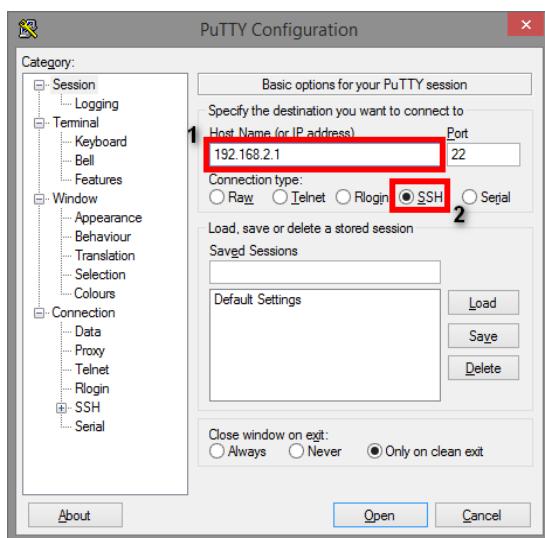 PuTTY Configuration
Category:
Session
Logging
Terminal
Keyboard
Bell
Features
Window
Appearance
Behaviour
Translation
Selection
Colours
Connection
Data
Proxy
Telnet
Rlogin
SSH
Serial
Basic options for your PuTTY session
Specify the destination you want to connect to
1 Host Name (or IP address) Port
192.168.2.1 22
Connection type:
Raw Telnet Rlogin SSH Serial
2
Load, save or delete a stored session
Saved Sessions
Default Settings
Load
Save
Delete
Close window on exit:
Always Never Only on clean exit
About Open Cancel